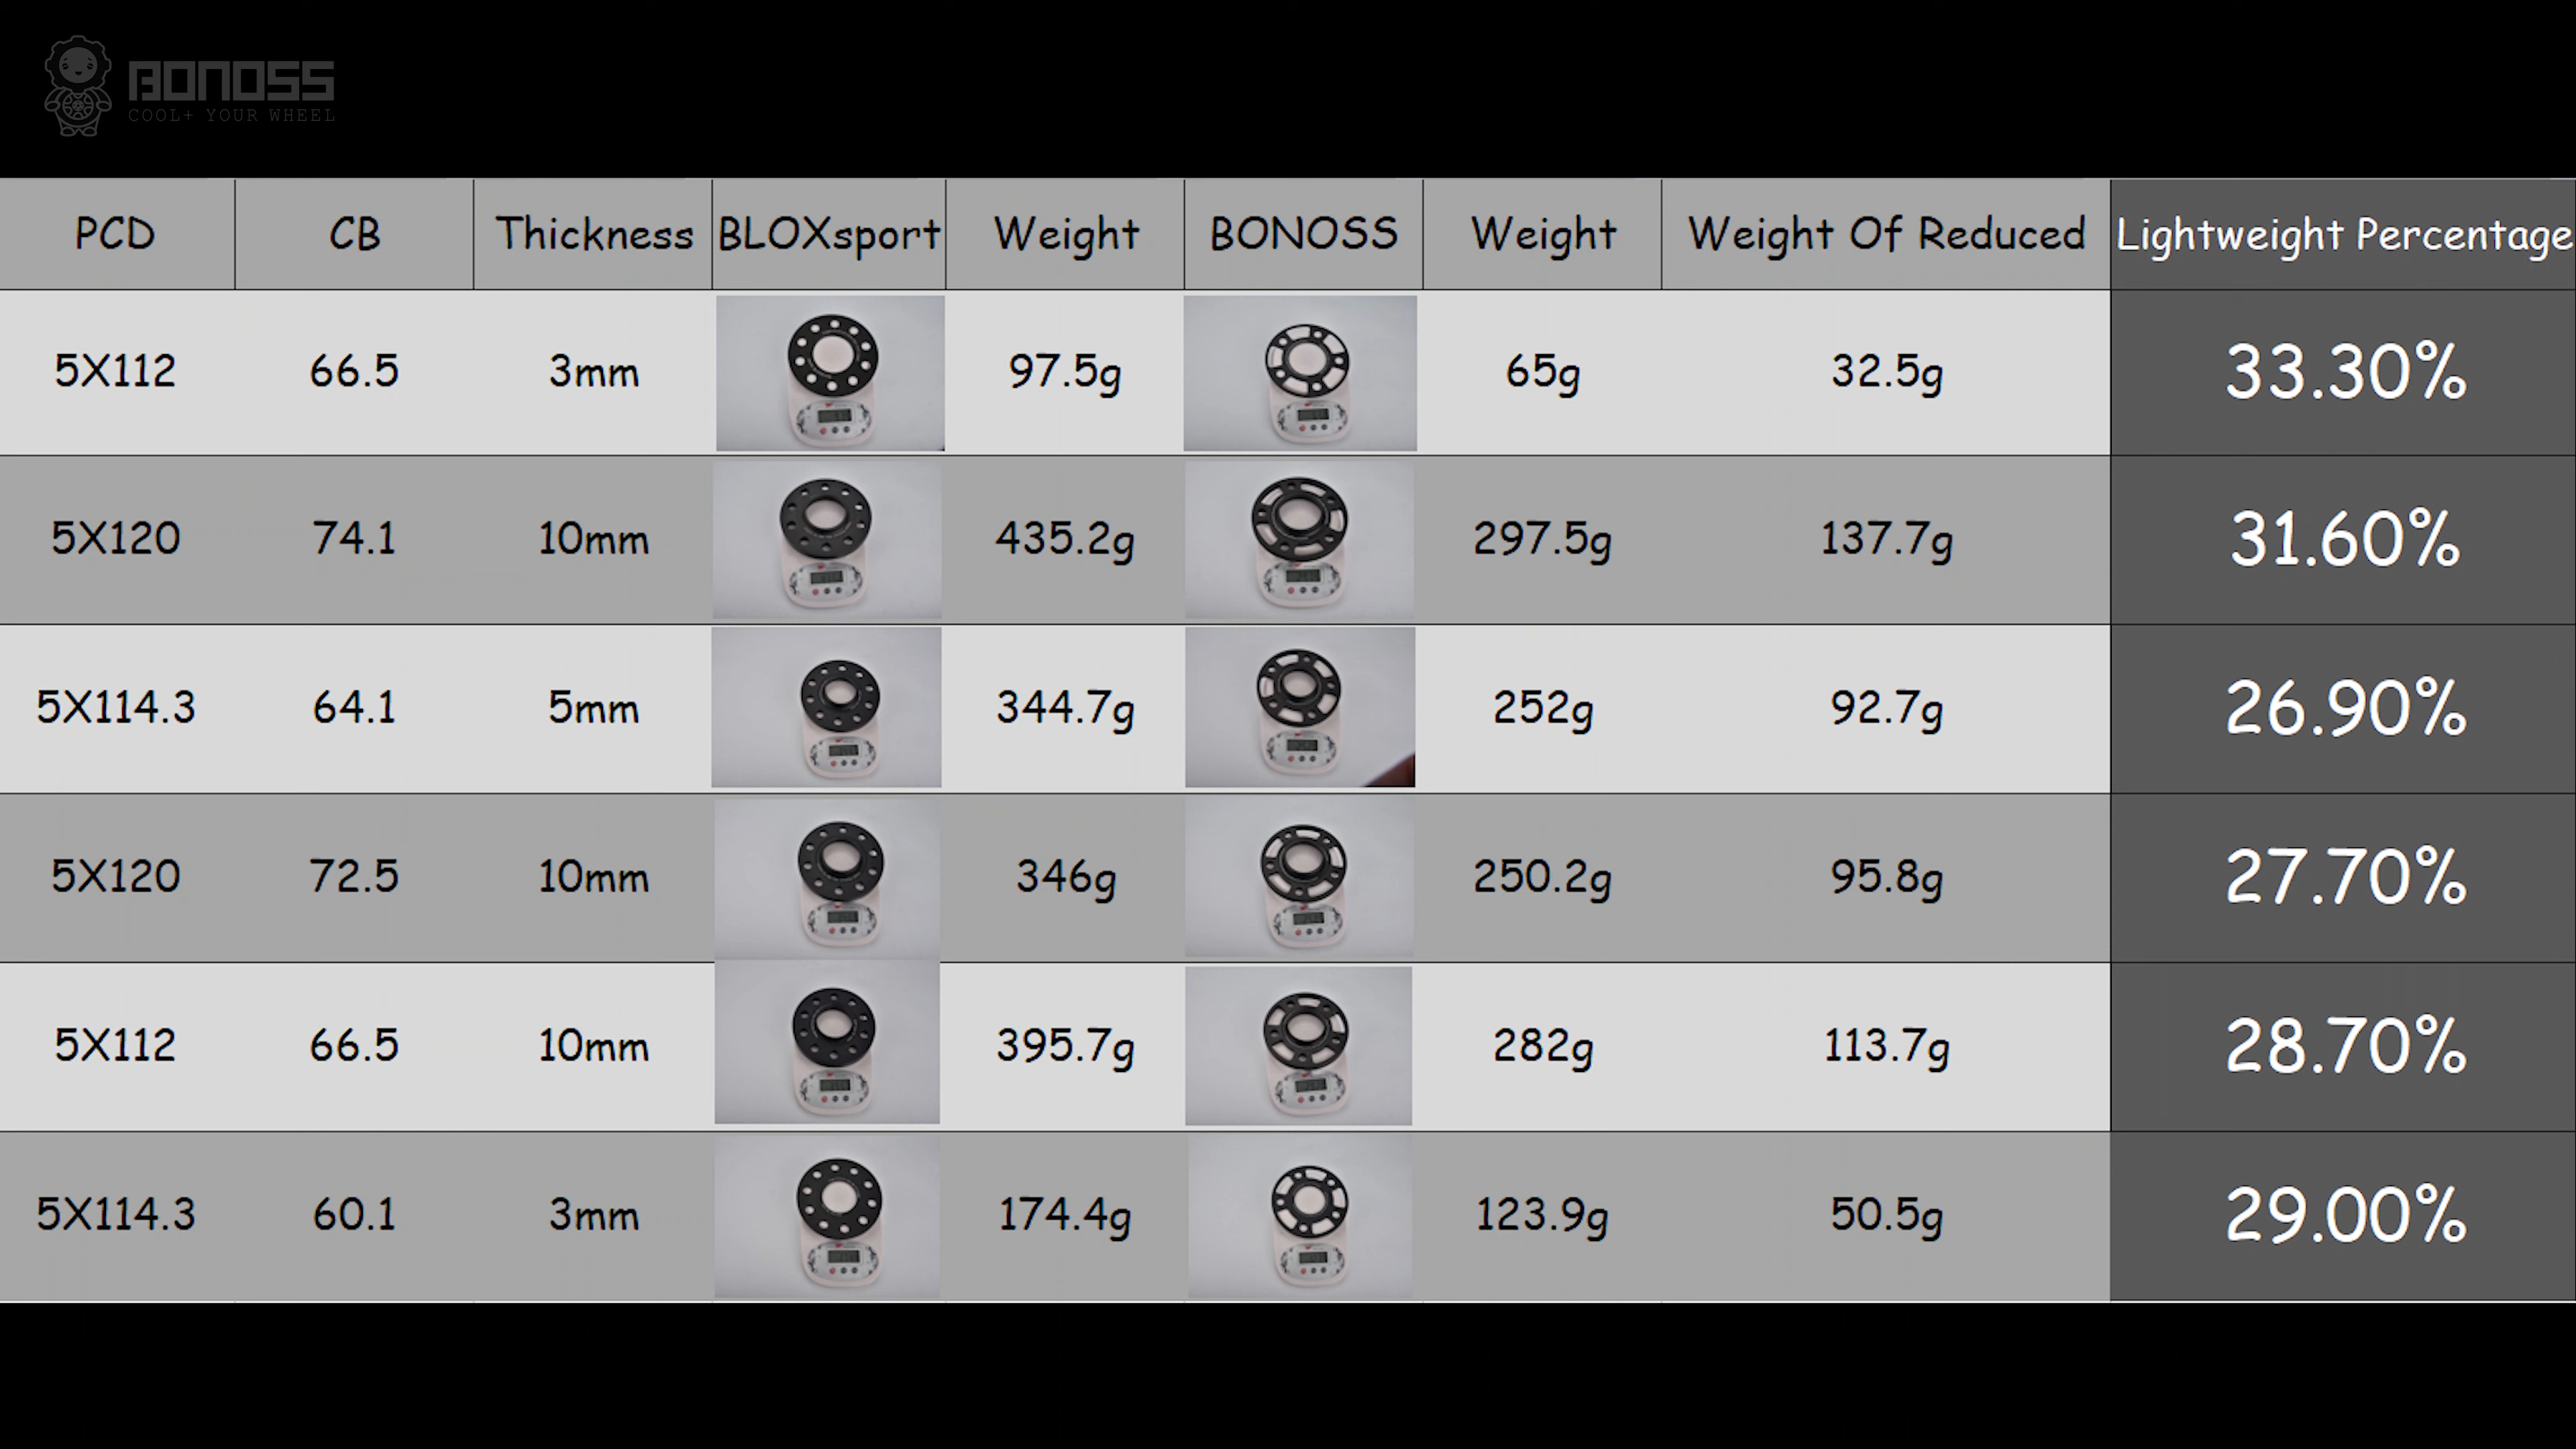 BONOSS
COOL+ YOUR WHEEL
PCD CB Thickness BLOXsport Weight BONOSS Weight Weight Of Reduced Lightweight Percentage
5X112 66.5 3mm 97.5g 65g 32.5g 33.30%
5X120 74.1 10mm 435.2g 297.5g 137.7g 31.60%
5X114.3 64.1 5mm 344.7g 252g 92.7g 26.90%
5X120 72.5 10mm 346g 250.2g 95.8g 27.70%
5X112 66.5 10mm 395.7g 282g 113.7g 28.70%
5X114.3 60.1 3mm 174.4g 123.9g 50.5g 29.00%